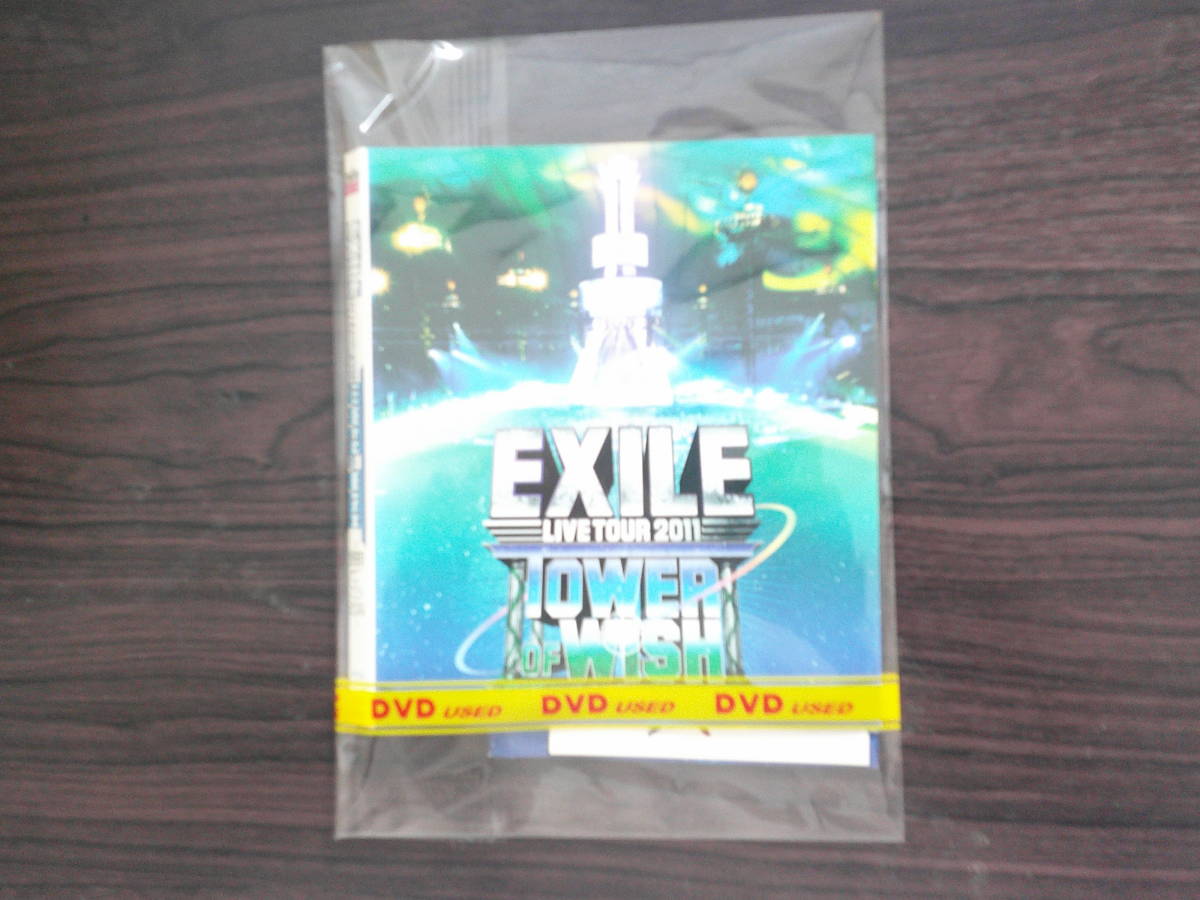 EXILE
LIVE TOUR 2011
TOWER
OF WISH
DVD USED DVD USED DVD USED